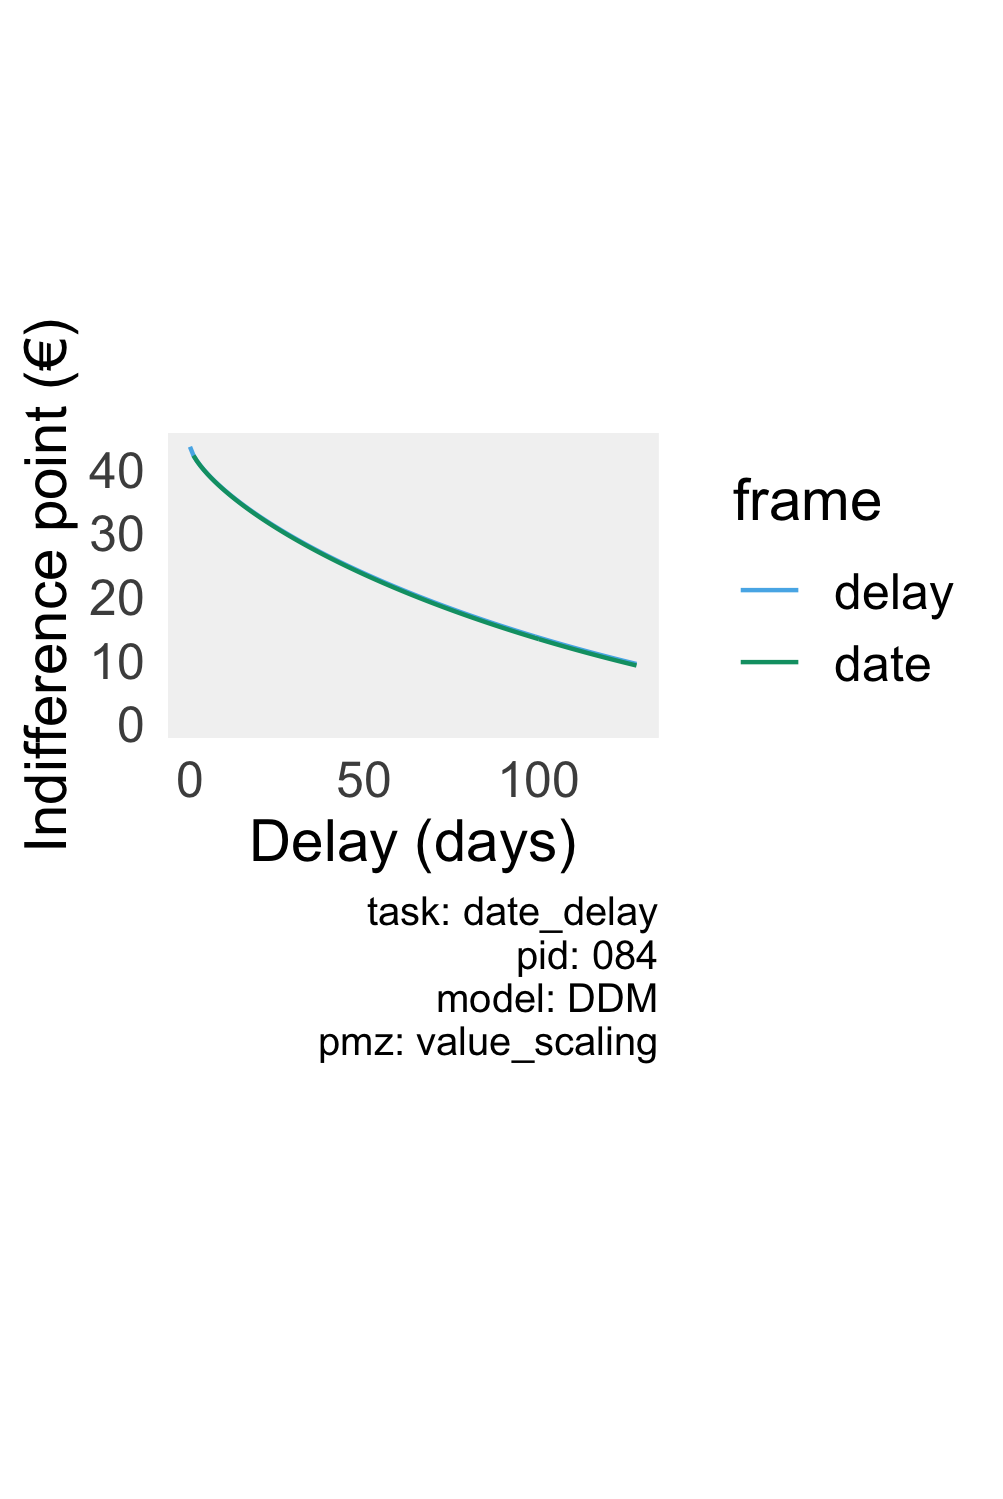 Indifference point (€)
40
30
20
10
0
0 50 100
Delay (days)
frame
delay
date
task: date_delay
pid: 084
model: DDM
pmz: value_scaling